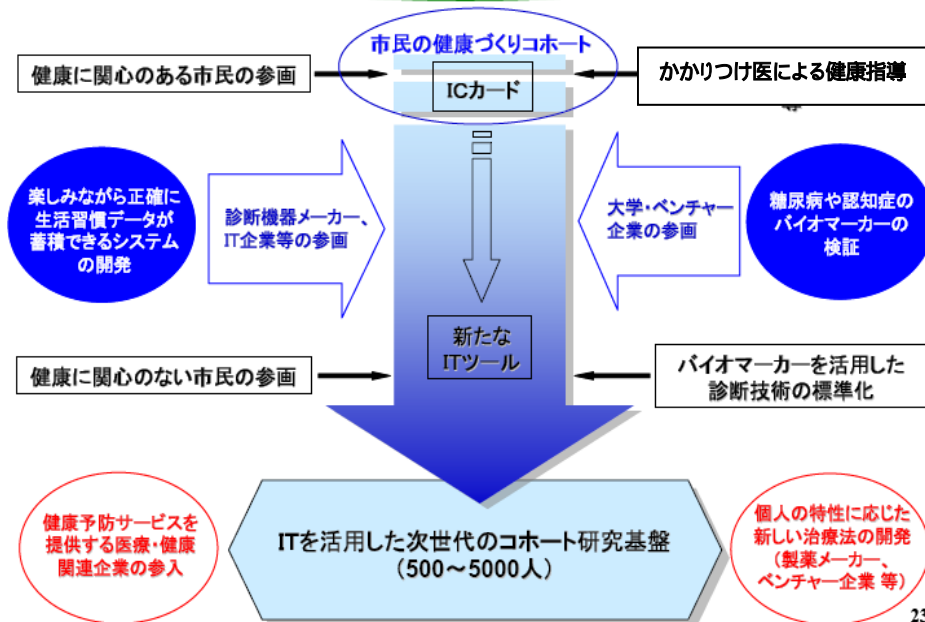 市民の健康づくりコホート
健康に関心のある市民の参画
ICカード
かかりつけ医による健康指導
楽しみながら正確に
生活習慣データが
蓄積できるシステム
の開発
診断機器メーカー、
IT企業等の参画
大学・ベンチャー
企業の参画
糖尿病や認知症の
バイオマーカーの
検証
新たな
ITツール
健康に関心のない市民の参画
バイオマーカーを活用した
診断技術の標準化
健康予防サービスを
提供する医療・健康
関連企業の参入
ITを活用した次世代のコホート研究基盤
(500～5000人)
個人の特性に応じた
新しい治療法の開発
(製薬メーカー、
ベンチャー企業 等)
23